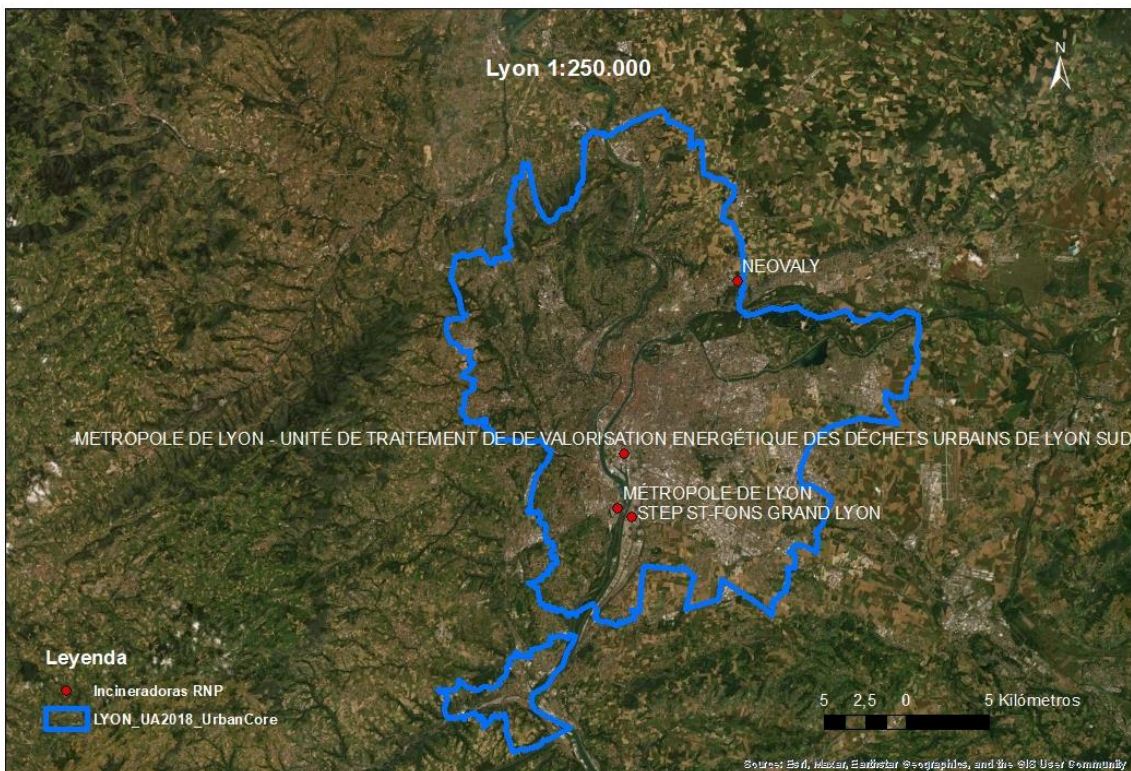 Lyon 1:250.000
N
NEOVALY
METROPOLE DE LYON - UNITÉ DE TRAITEMENT DE DE VALORISATION ENERGÉTIQUE DES DÉCHETS URBAINS DE LYON SUD
MÉTROPOLE DE LYON
STEP ST-FONS GRAND LYON
Leyenda
Incineradoras RNP
LYON_UA2018_UrbanCore
5 2,5 0 5 Kilómetros
Source: Esri, Maxar, Earthstar Geographics, and the GIS User Community